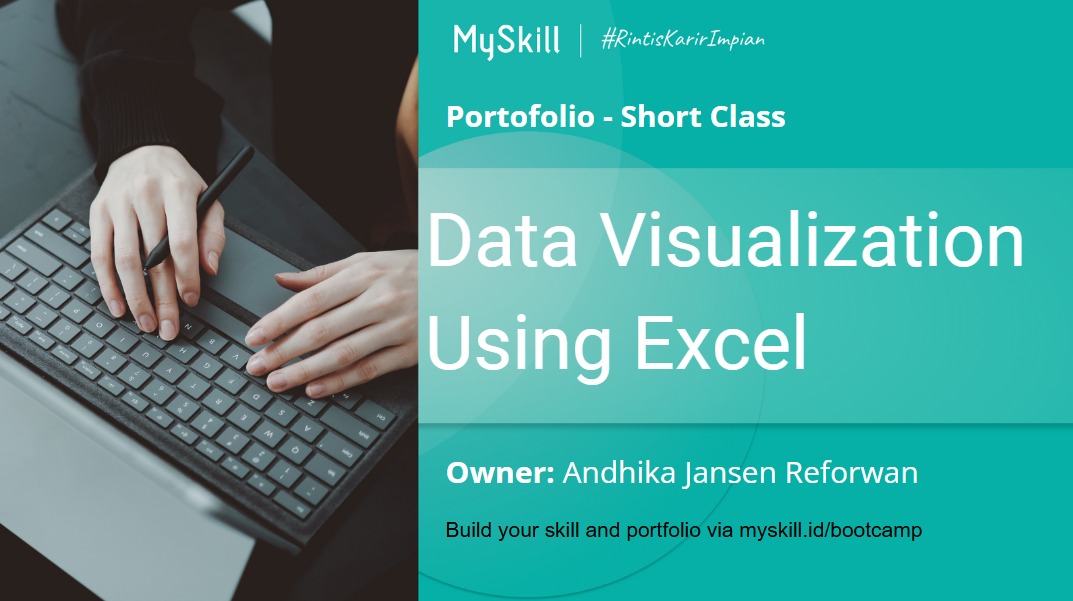 MySkill
#RintisKarirImpian
Portofolio - Short Class
Data Visualization
Using Excel
Owner: Andhika Jansen Reforwan
Build your skill and portfolio via myskill.id/bootcamp